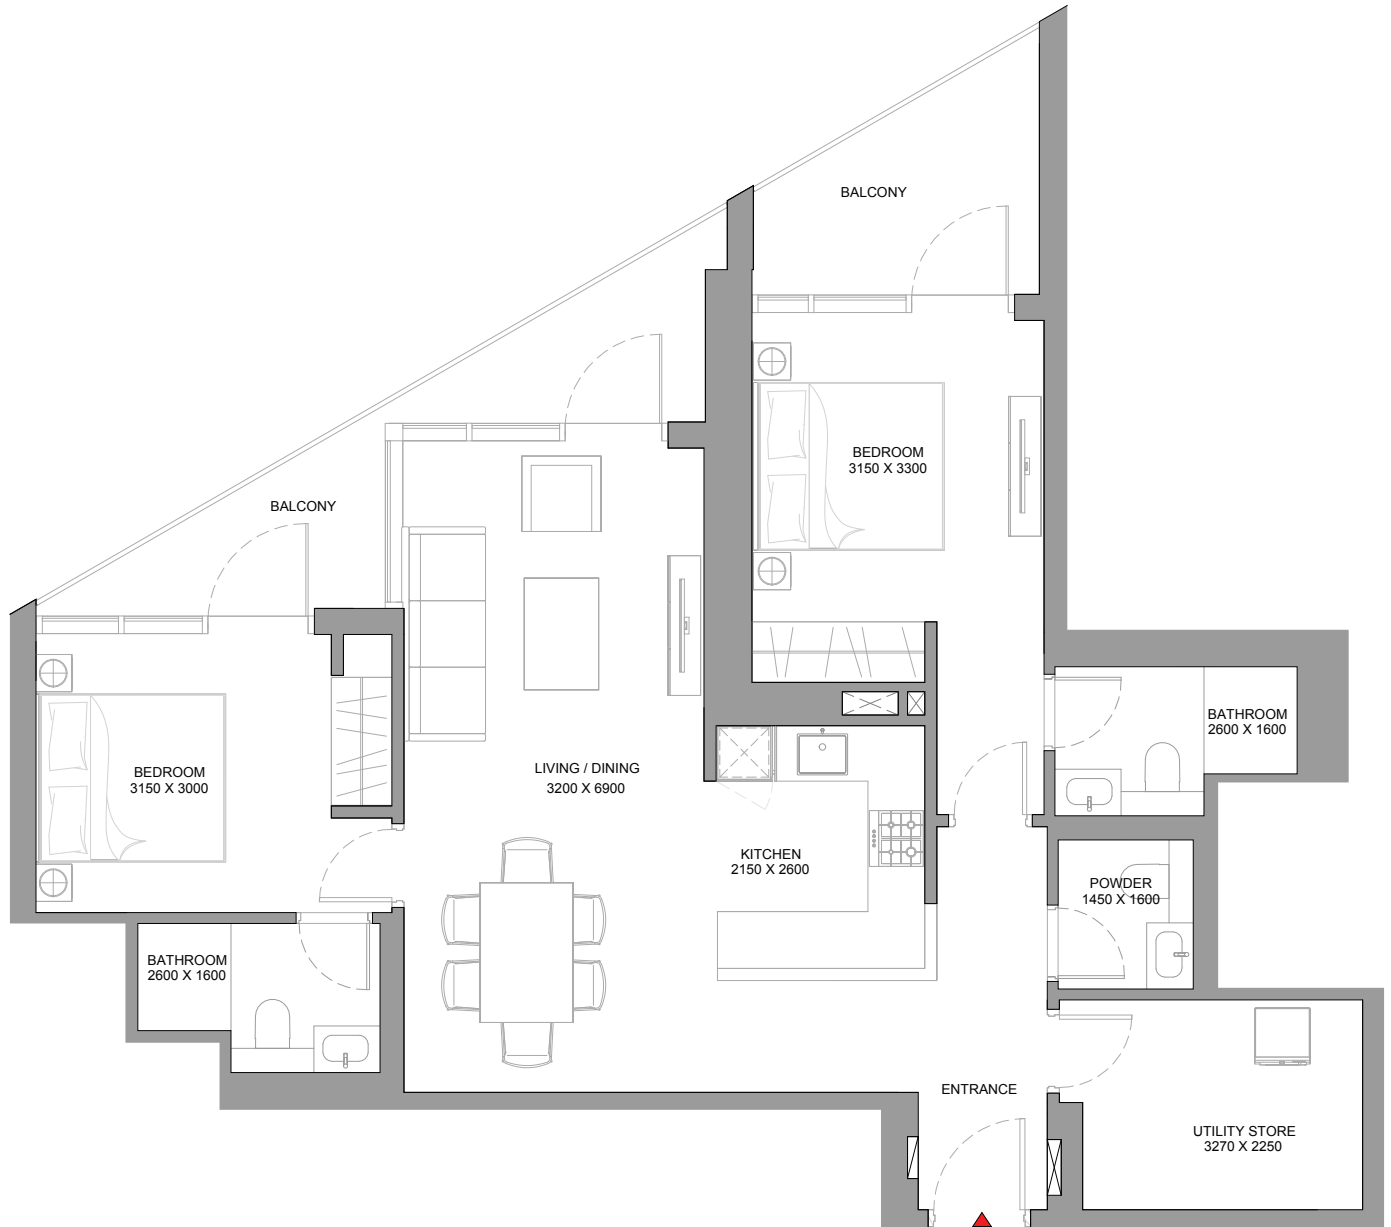 BALCONY
BEDROOM
3150 X 3300
BALCONY
BATHROOM
2600 X 1600
BEDROOM
3150 X 3000
LIVING / DINING
3200 X 6900
KITCHEN
2150 X 2600
POWDER
1450 X 1600
BATHROOM
2600 X 1600
ENTRANCE
UTILITY STORE
3270 X 2250